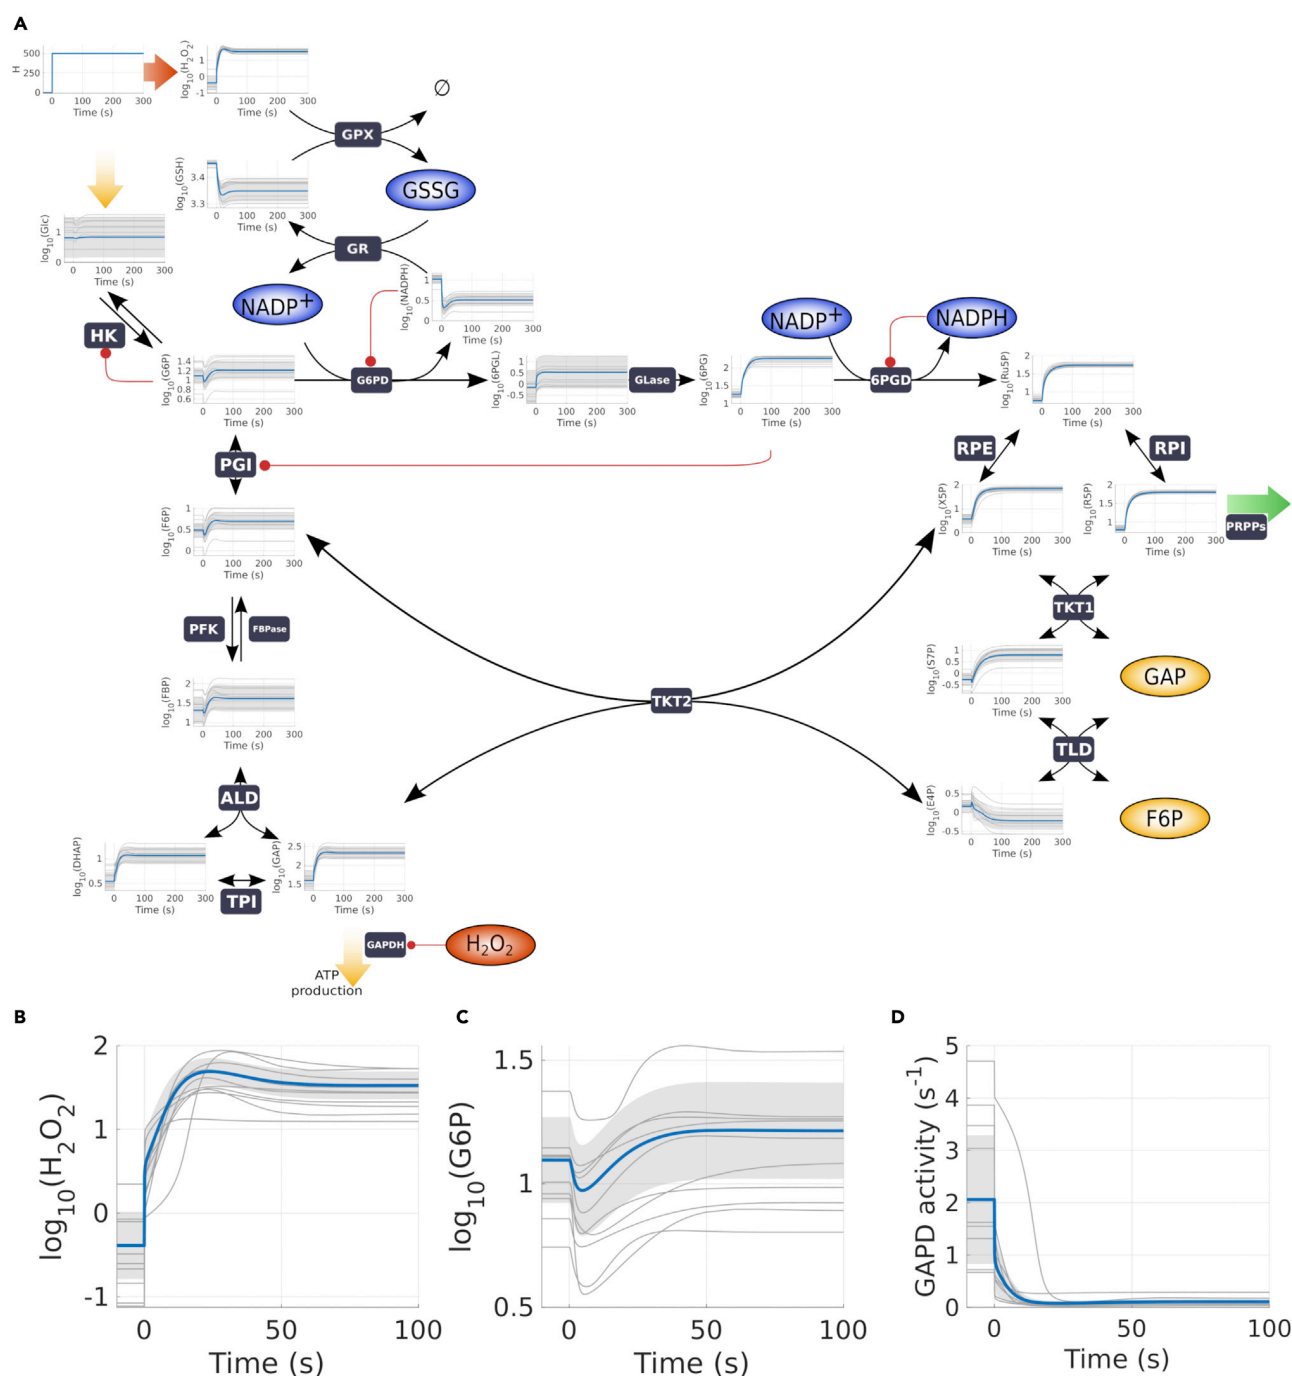 A
500
250
0
H
0 100 200 300
Time (s)
log10(H2O2)
1
0
-1
0 100 200 300
Time (s)
∅
GPX
log10(GSH)
3.4
3.3
0 100 200 300
Time (s)
GSSG
log10(Glc)
1
0
0 100 200 300
Time (s)
GR
NADP+
log10(NADPH)
1.0
0.5
0
0 100 200 300
Time (s)
NADP+
NADPH
HK
log10(G6P)
1.4
1.2
1
0.8
0.6
0 100 200 300
Time (s)
G6PD
log10(6PGL)
1
0.5
0
-0.5
0 100 200 300
Time (s)
GLase
log10(6PG)
2
1.5
1
0 100 200 300
Time (s)
6PGD
log10(Ru5P)
2
1.5
1
0 100 200 300
Time (s)
PGI
RPE
RPI
log10(F6P)
1
0.5
0
0 100 200 300
Time (s)
log10(X5P)
2
1.5
1
0.5
0
0 100 200 300
Time (s)
log10(R5P)
2
1.5
1
0 100 200 300
Time (s)
PRPPs
PFK
FBPase
TKT1
log10(FBP)
2
1.5
1
0 100 200 300
Time (s)
TKT2
log10(S7P)
1
0.5
0
-0.5
0 100 200 300
Time (s)
GAP
TLD
ALD
log10(E4P)
0.5
0
-0.5
0 100 200 300
Time (s)
F6P
log10(DHAP)
1
0.5
0 100 200 300
Time (s)
TPI
log10(GAP)
2.5
2
1.5
0 100 200 300
Time (s)
GAPDH
H2O2
ATP
production
B
log10(H2O2)
2
1
0
-1
0 50 100
Time (s)
C
log10(G6P)
1.5
1
0.5
0 50 100
Time (s)
D
GAPD activity (s-1)
5
4
3
2
1
0
0 50 100
Time (s)